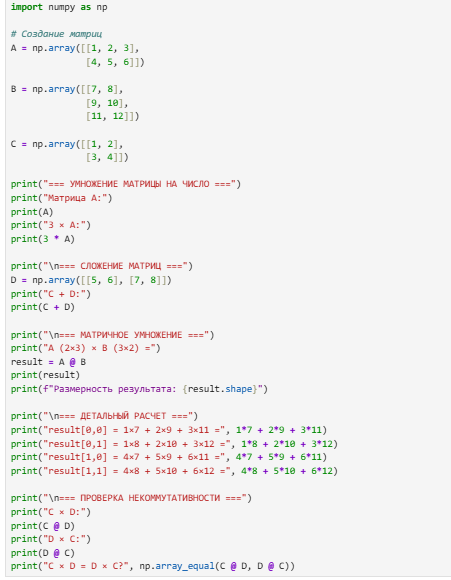 import numpy as np

# Создание матриц
A = np.array([[1, 2, 3],
              [4, 5, 6]])

B = np.array([[7, 8],
              [9, 10],
              [11, 12]])

C = np.array([[1, 2],
              [3, 4]])

print("=== УМНОЖЕНИЕ МАТРИЦЫ НА ЧИСЛО ===")
print("Матрица A:")
print(A)
print("3 × A:")
print(3 * A)

print("\n=== СЛОЖЕНИЕ МАТРИЦ ===")
D = np.array([[5, 6], [7, 8]])
print("C + D:")
print(C + D)

print("\n=== МАТРИЧНОЕ УМНОЖЕНИЕ ===")
print("A (2×3) × B (3×2) =")
result = A @ B
print(result)
print(f"Размерность результата: {result.shape}")

print("\n=== ДЕТАЛЬНЫЙ РАСЧЕТ ===")
print("result[0,0] = 1×7 + 2×9 + 3×11 =", 1*7 + 2*9 + 3*11)
print("result[0,1] = 1×8 + 2×10 + 3×12 =", 1*8 + 2*10 + 3*12)
print("result[1,0] = 4×7 + 5×9 + 6×11 =", 4*7 + 5*9 + 6*11)
print("result[1,1] = 4×8 + 5×10 + 6×12 =", 4*8 + 5*10 + 6*12)

print("\n=== ПРОВЕРКА НЕКОММУТАТИВНОСТИ ===")
print("C × D:")
print(C @ D)
print("D × C:")
print(D @ C)
print("C × D = D × C?", np.array_equal(C @ D, D @ C))